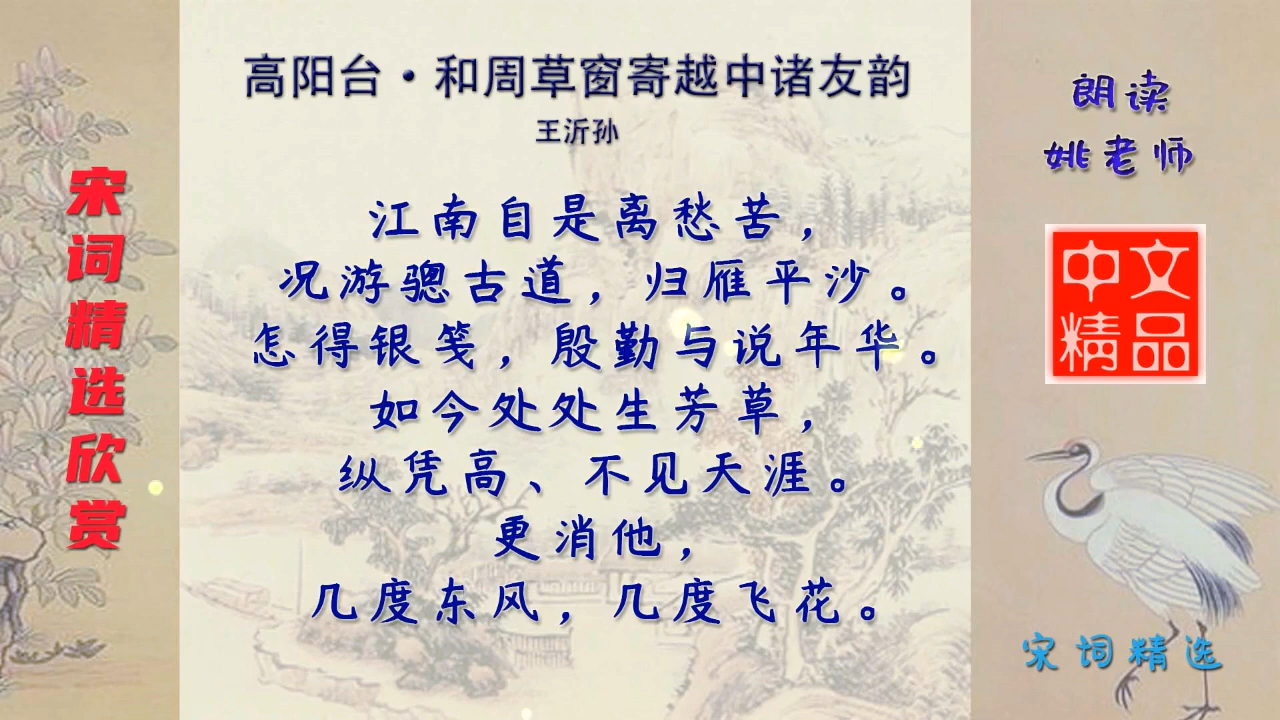 宋词精选欣赏
高阳台·和周草窗寄越中诸友韵
王沂孙
江南自是离愁苦，
况游骢古道，归雁平沙。
怎得银笺，殷勤与说年华。
如今处处生芳草，
纵凭高、不见天涯。
更消他，
几度东风，几度飞花。
朗读
姚老师
中文
精品
宋词精选